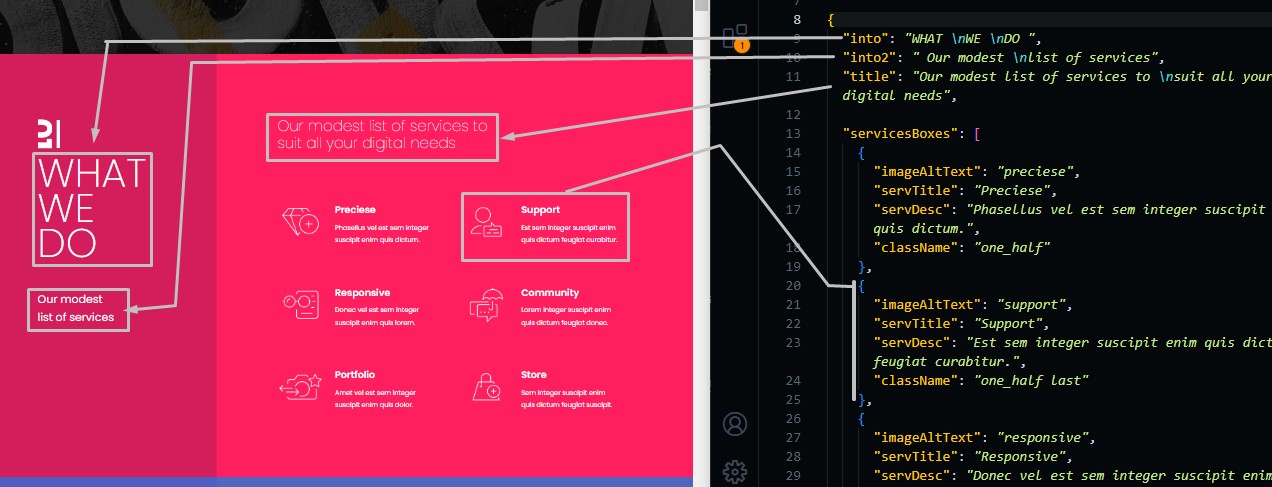 WHAT
WE
DO
Our modest
list of services
Our modest list of services to
suit all your digital needs
Preciese
Phasellus vel est sem integer
suscipit enim quis dictum.
Support
Est sem integer suscipit enim
quis dictum feugiat curabitur.
Responsive
Donec vel est sem integer
suscipit enim quis lorem.
Community
Lorem integer suscipit enim
quis dictum feugiat donec.
Portfolio
Amet vel est sem integer
suscipit enim quis dolor.
Store
Sem integer suscipit enim
quis dictum feugiat suscipit.
1
8 {
9 "into": "WHAT \nWE \nDO ",
10 "into2": " Our modest \nlist of services",
11 "title": "Our modest list of services to \nsuit all your
digital needs",
12
13 "servicesBoxes": [
14 {
15 "imageAltText": "preciese",
16 "servTitle": "Preciese",
17 "servDesc": "Phasellus vel est sem integer suscipit
quis dictum.",
18 "className": "one_half"
19 },
20 {
21 "imageAltText": "support",
22 "servTitle": "Support",
23 "servDesc": "Est sem integer suscipit enim quis dict
feugiat curabitur.",
24 "className": "one_half last"
25 },
26 {
27 "imageAltText": "responsive",
28 "servTitle": "Responsive",
29 "servDesc": "Donec vel est sem integer suscipit enim